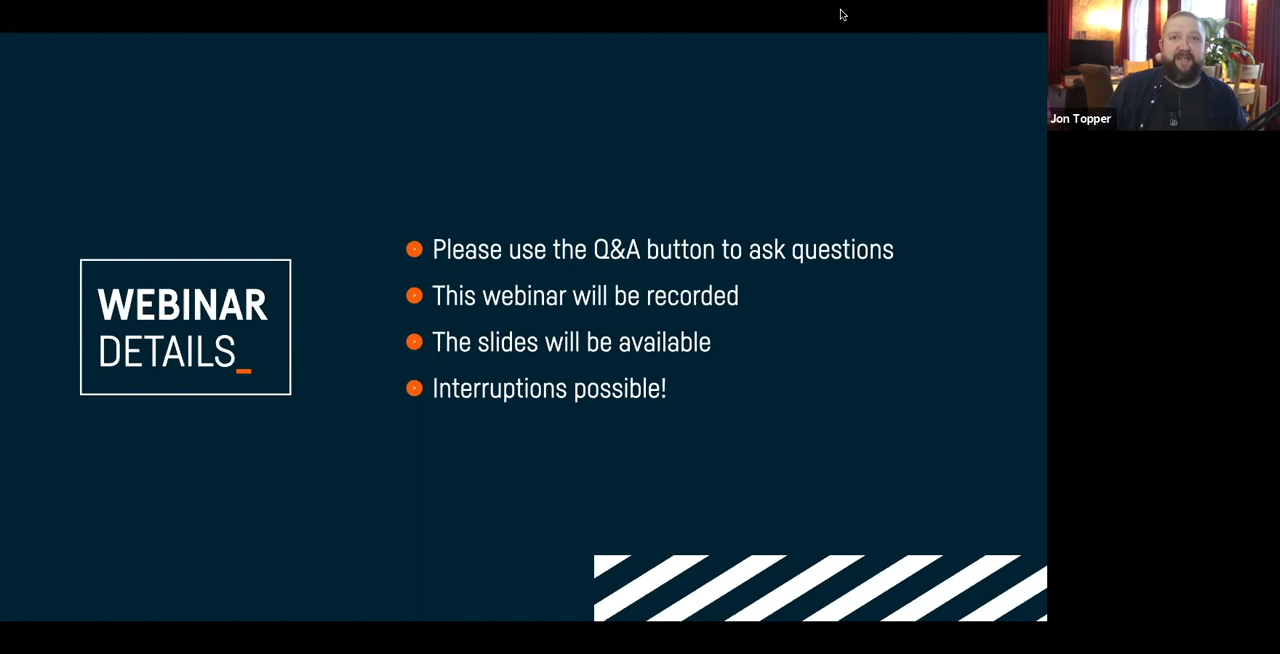 WEBINAR
DETAILS_
Please use the Q&A button to ask questions
This webinar will be recorded
The slides will be available
Interruptions possible!
Jon Topper